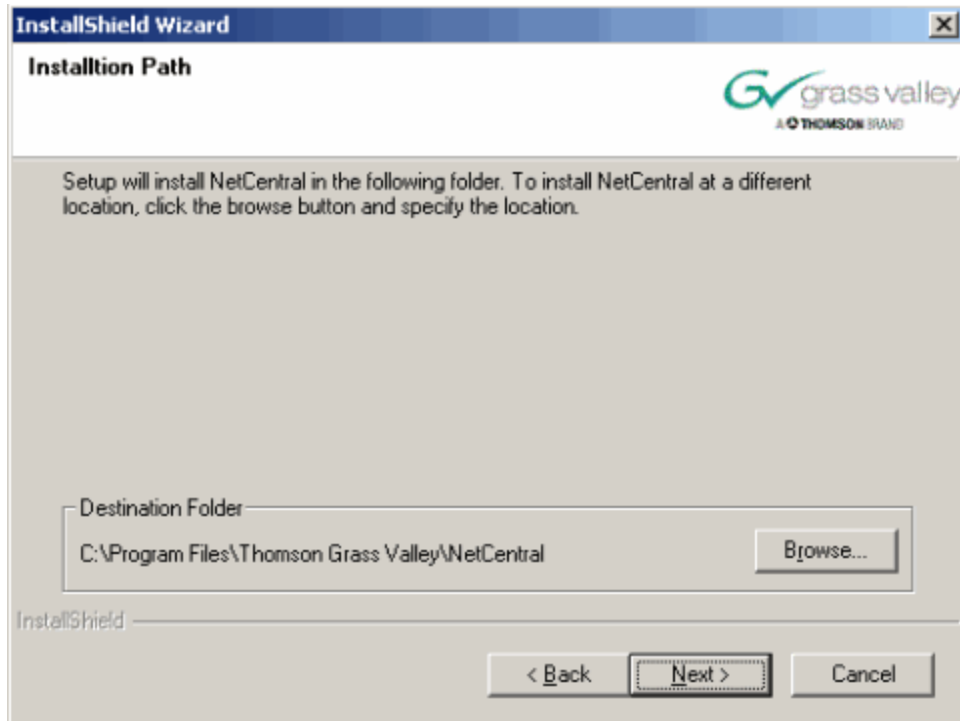 InstallShield Wizard
Installtion Path
GV grass valley
A THOMSON BRAND
Setup will install NetCentral in the following folder. To install NetCentral at a different
location, click the browse button and specify the location.
Destination Folder
C:\Program Files\Thomson Grass Valley\NetCentral
Browse...
InstallShield
< Back
Next >
Cancel